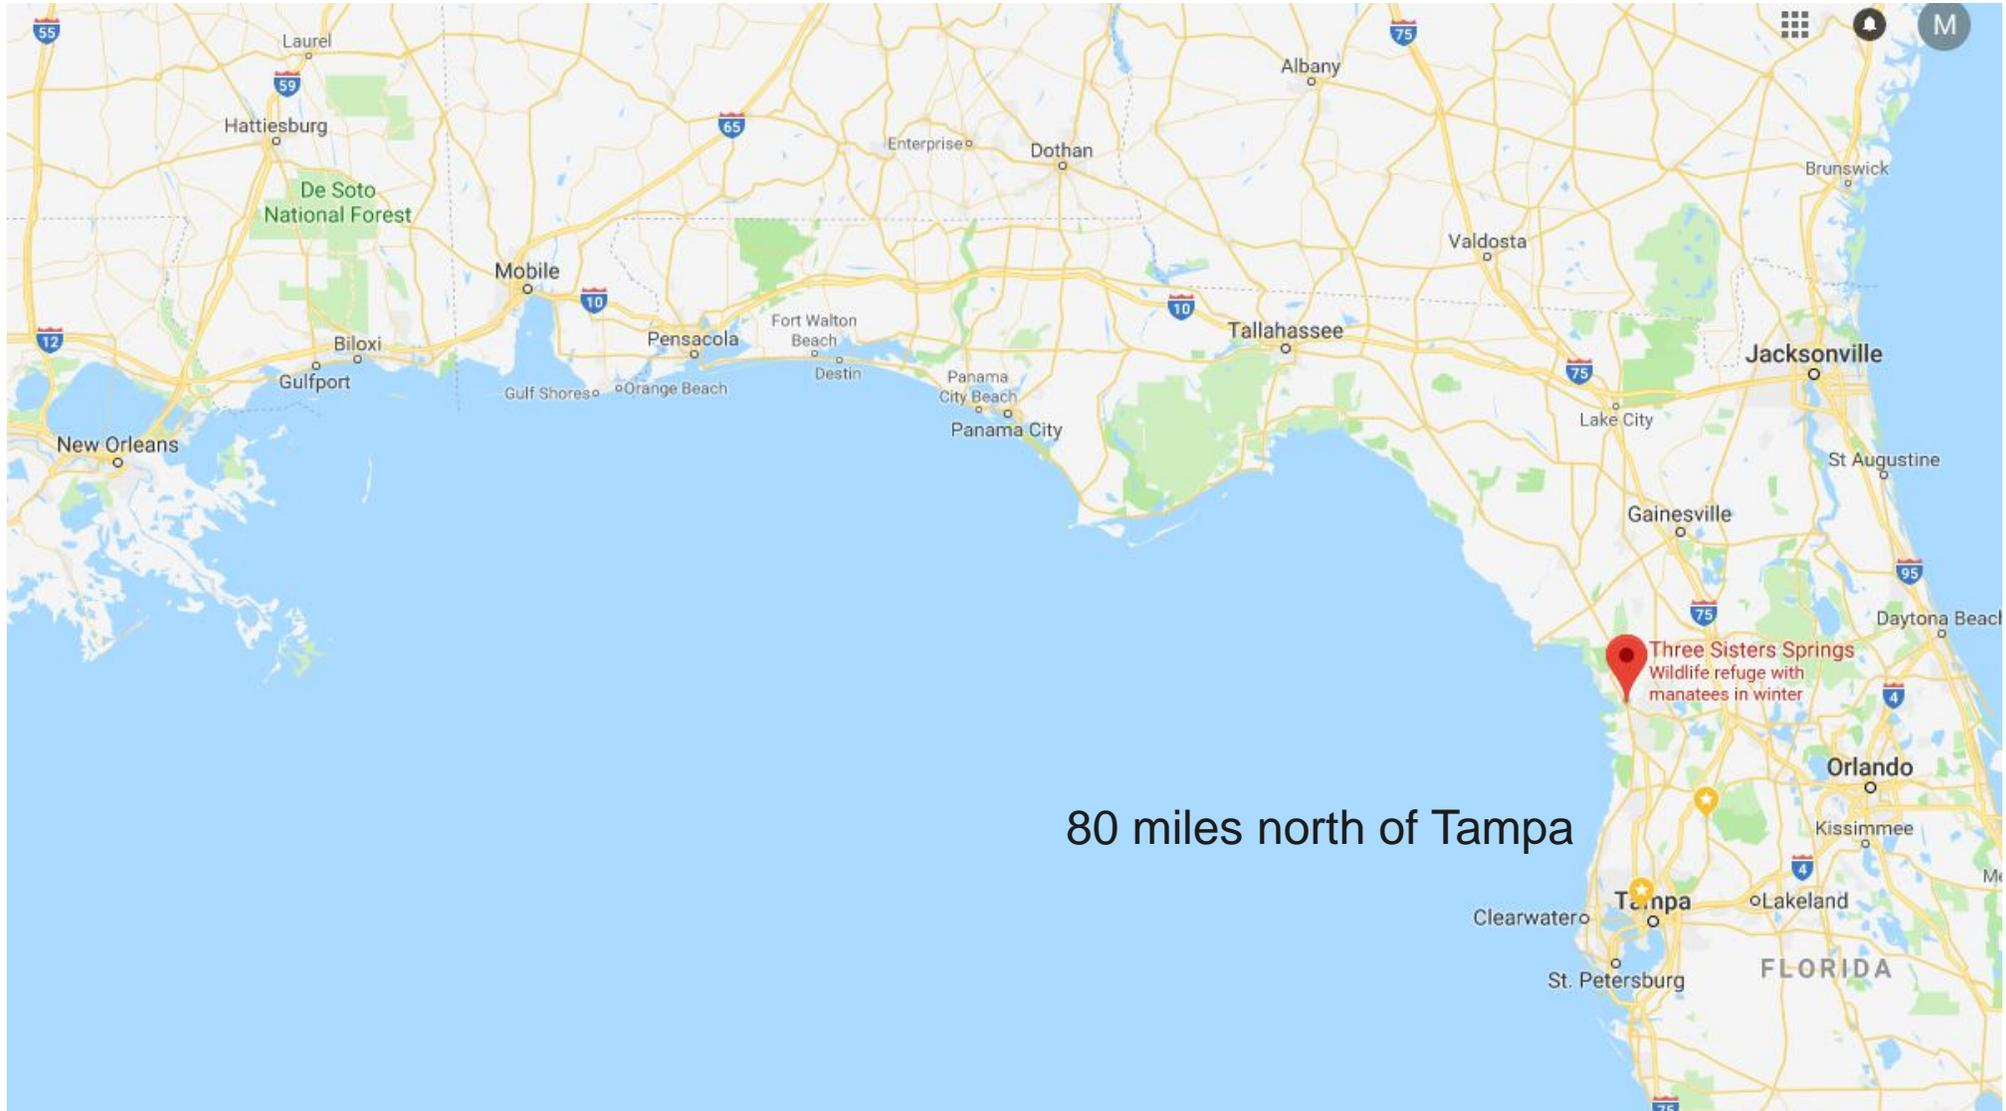 55
Laurel
75
M
59
Albany
Hattiesburg
65
Enterprise
Dothan
Brunswick
De Soto
National Forest
Valdosta
Mobile
10
10
Fort Walton
Beach
Tallahassee
12
Biloxi
Pensacola
Jacksonville
Destin
75
Gulfport
Gulf Shores
Orange Beach
Panama
City Beach
Lake City
Panama City
New Orleans
St Augustine
Gainesville
95
75
Daytona Beach
Three Sisters Springs
Wildlife refuge with
manatees in winter
4
Orlando
80 miles north of Tampa
Kissimmee
4
Me
Tampa
Lakeland
Clearwater
FLORIDA
St. Petersburg
75